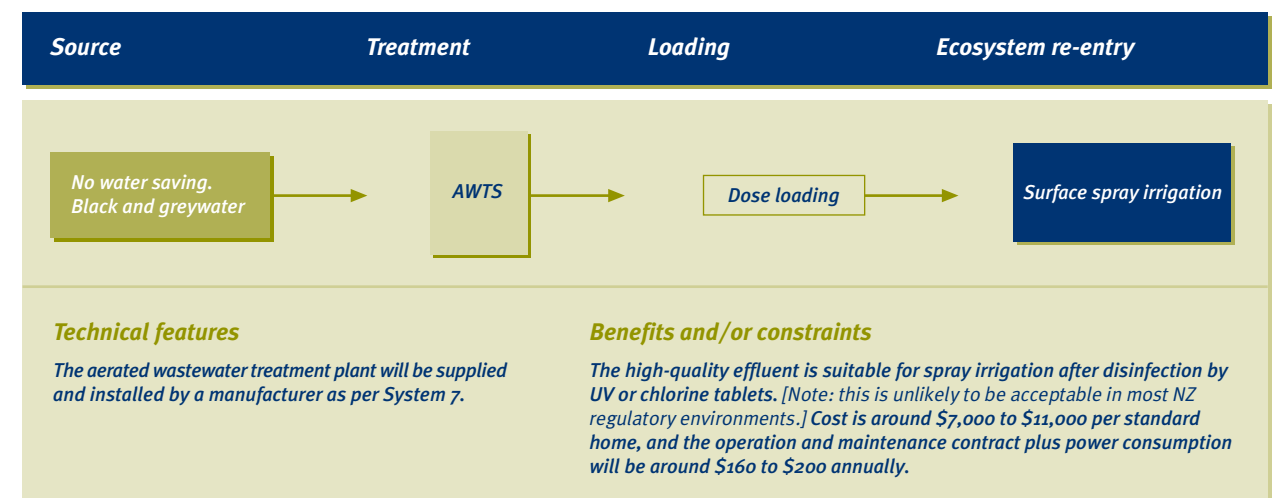 Source Treatment Loading Ecosystem re-entry
No water saving.
Black and greywater
AWTS
Dose loading
Surface spray irrigation
Technical features
The aerated wastewater treatment plant will be supplied
and installed by a manufacturer as per System 7.
Benefits and/or constraints
The high-quality effluent is suitable for spray irrigation after disinfection by
UV or chlorine tablets. [Note: this is unlikely to be acceptable in most NZ
regulatory environments.] Cost is around $7,000 to $11,000 per standard
home, and the operation and maintenance contract plus power consumption
will be around $160 to $200 annually.